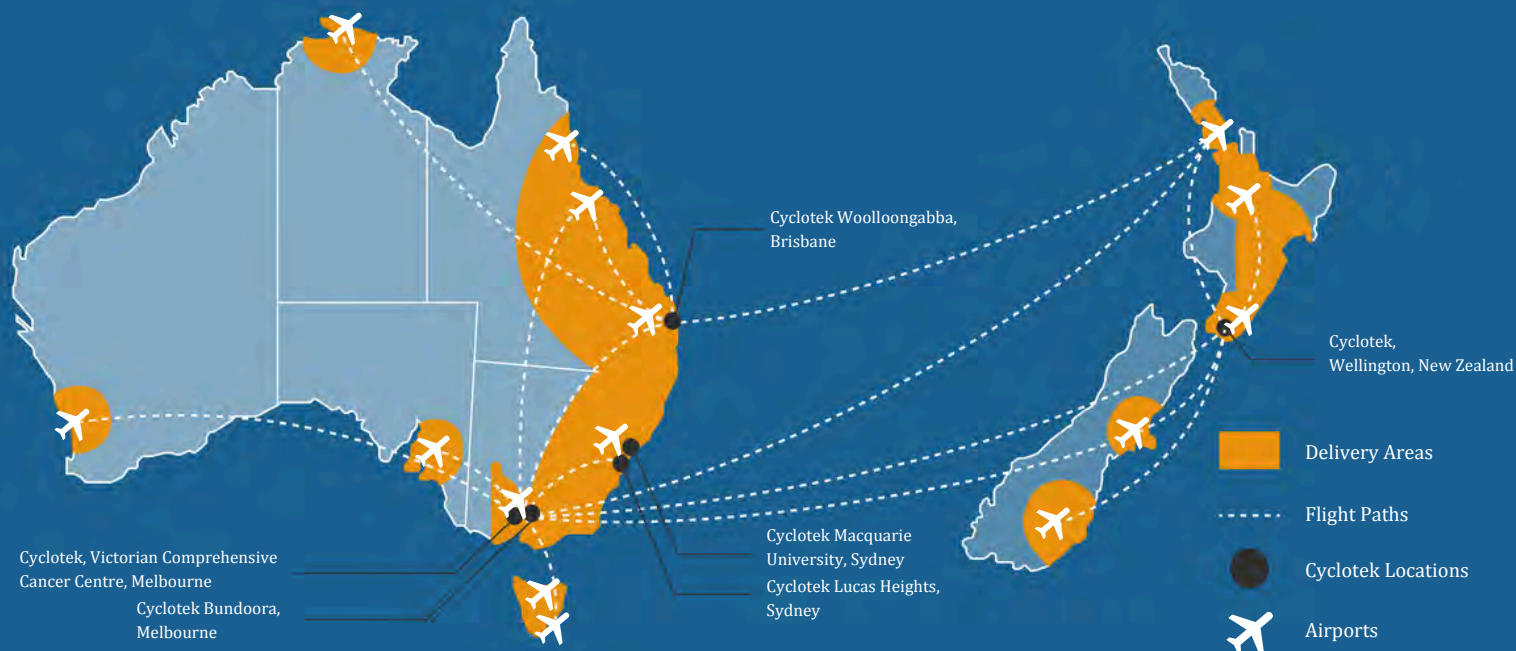 Cyclotek Woolloongabba,
Brisbane
Cyclotek,
Wellington, New Zealand
Delivery Areas
Flight Paths
Cyclotek Locations
Airports
Cyclotek Macquarie
University, Sydney
Cyclotek Lucas Heights,
Sydney
Cyclotek, Victorian Comprehensive
Cancer Centre, Melbourne
Cyclotek Bundoora,
Melbourne